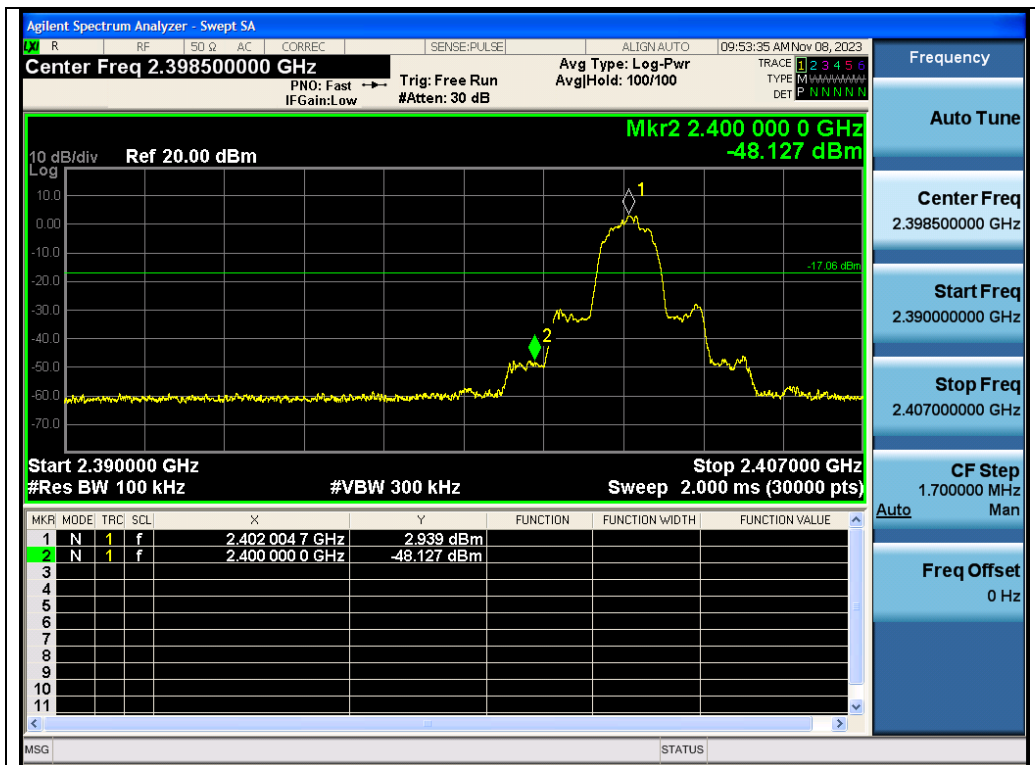 Agilent Spectrum Analyzer - Swept SA
LXI R RF 50 Ω AC CORREC SENSE:PULSE ALIGN AUTO 09:53:35 AM Nov 08, 2023
Center Freq 2.398500000 GHz
PNO: Fast
IFGain:Low
Trig: Free Run
#Atten: 30 dB
Avg Type: Log-Pwr
Avg|Hold: 100/100
TRACE 1 2 3 4 5 6
TYPE M
DET P N N N N N
Mkr2 2.400 000 0 GHz
-48.127 dBm
10 dB/div Ref 20.00 dBm
Log
10.0
0.00
-10.0
-20.0
-30.0
-40.0
-50.0
-60.0
-70.0
1
-17.06 dBm
2
Start 2.390000 GHz Stop 2.407000 GHz
#Res BW 100 kHz #VBW 300 kHz Sweep 2.000 ms (30000 pts)
MKR MODE TRC SCL X Y FUNCTION FUNCTION WIDTH FUNCTION VALUE
1 N 1 f 2.402 004 7 GHz 2.939 dBm
2 N 1 f 2.400 000 0 GHz -48.127 dBm
3
4
5
6
7
8
9
10
11
MSG STATUS
Frequency
Auto Tune
Center Freq
2.398500000 GHz
Start Freq
2.390000000 GHz
Stop Freq
2.407000000 GHz
CF Step
1.700000 MHz
Auto Man
Freq Offset
0 Hz